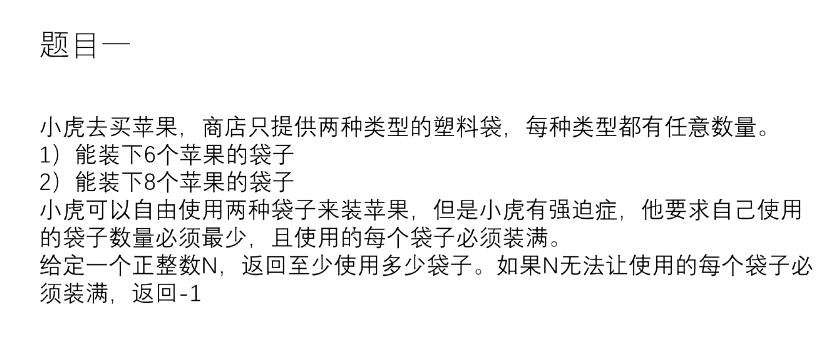 题目一
小虎去买苹果，商店只提供两种类型的塑料袋，每种类型都有任意数量。
1）能装下6个苹果的袋子
2）能装下8个苹果的袋子
小虎可以自由使用两种袋子来装苹果，但是小虎有强迫症，他要求自己使用
的袋子数量必须最少，且使用的每个袋子必须装满。
给定一个正整数N，返回至少使用多少袋子。如果N无法让使用的每个袋子必
须装满，返回-1